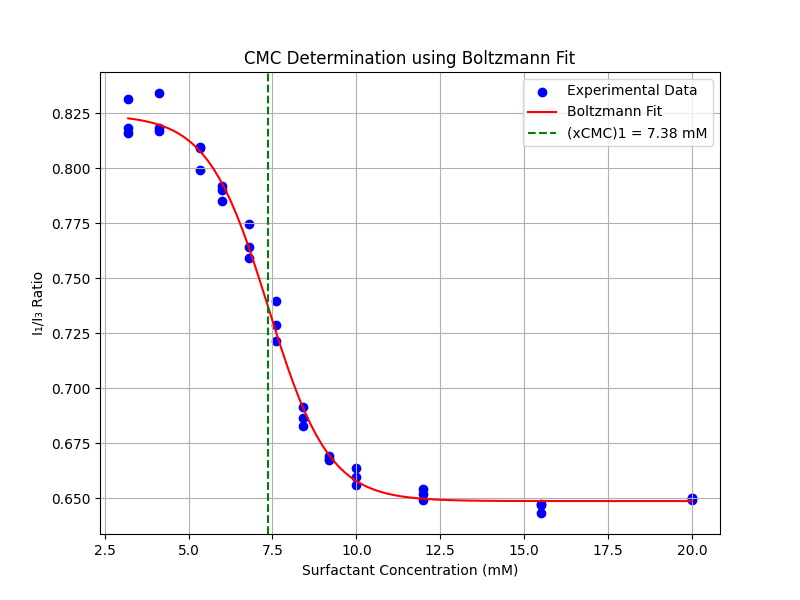 CMC Determination using Boltzmann Fit
Experimental Data
Boltzmann Fit
(xCMC)1 = 7.38 mM
0.825
0.800
0.775
0.750
0.725
0.700
0.675
0.650
I₁/I₃ Ratio
2.5 5.0 7.5 10.0 12.5 15.0 17.5 20.0
Surfactant Concentration (mM)